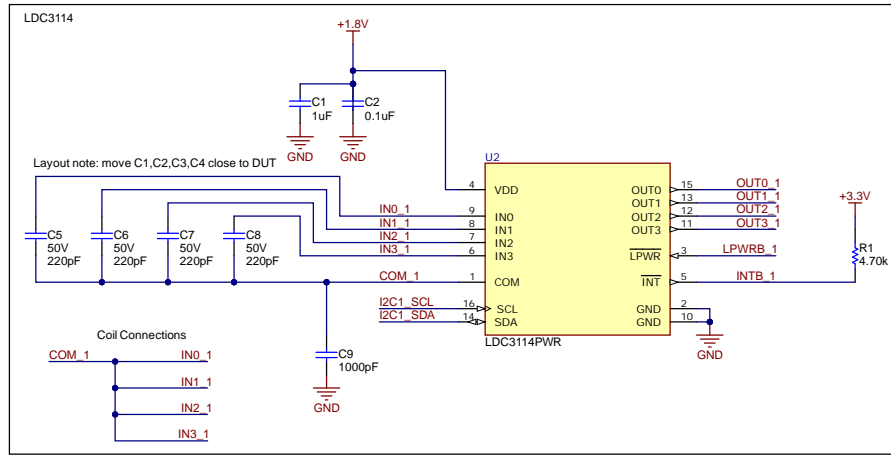 LDC3114
+1.8V
C1
1uF
C2
0.1uF
GND
GND
Layout note: move C1,C2,C3,C4 close to DUT
U2
4 VDD OUT0 15 OUT0_1
OUT1 13 OUT1_1
IN0_1 9 IN0 OUT2 12 OUT2_1
IN1_1 8 IN1 OUT3 11 OUT3_1
IN2_1 7 IN2
IN3_1 6 IN3 LPWR 3 LPWRB_1
COM_1 1 COM INT 5 INTB_1
I2C1_SCL 16 SCL GND 2
I2C1_SDA 14 SDA GND 10
LDC3114PWR
GND
+3.3V
R1
4.70k
C5
50V
220pF
C6
50V
220pF
C7
50V
220pF
C8
50V
220pF
C9
1000pF
GND
Coil Connections
COM_1 IN0_1
IN1_1
IN2_1
IN3_1